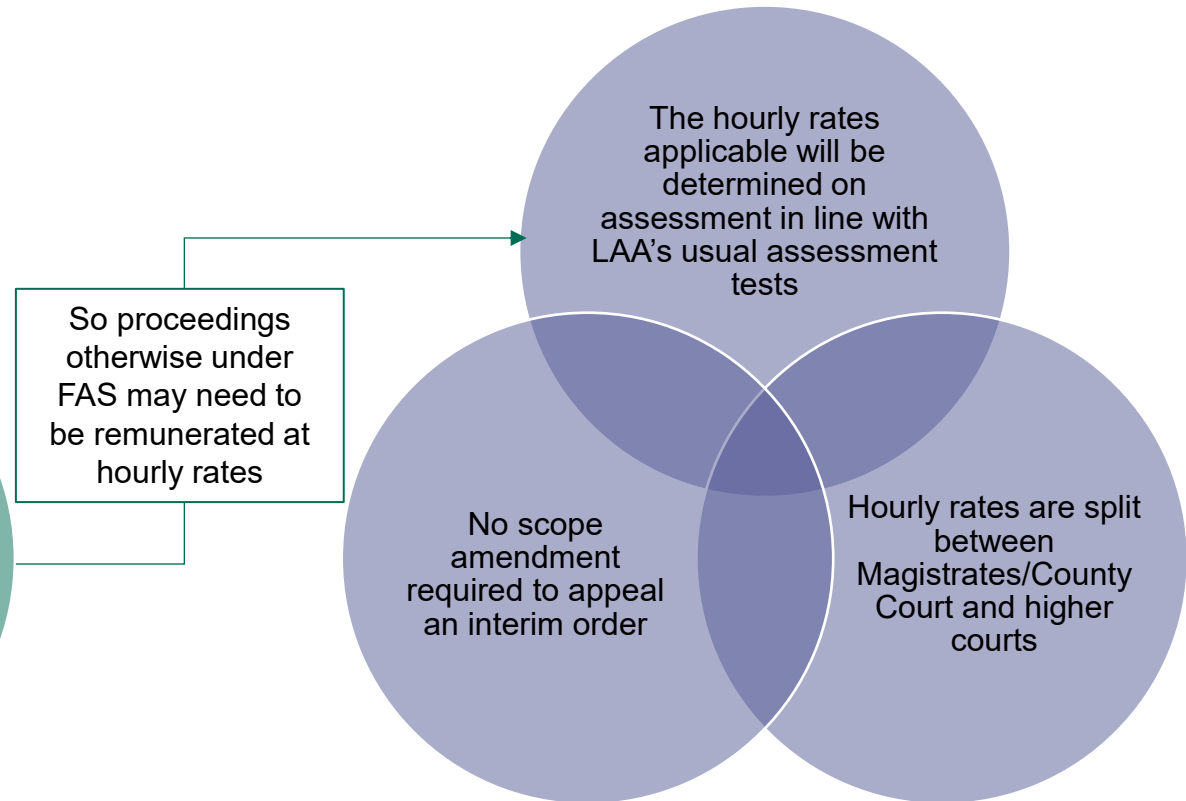 So proceedings
otherwise under
FAS may need to
be remunerated at
hourly rates
The hourly rates
applicable will be
determined on
assessment in line with
LAA’s usual assessment
tests
No scope
amendment
required to appeal
an interim order
Hourly rates are split
between
Magistrates/County
Court and higher
courts